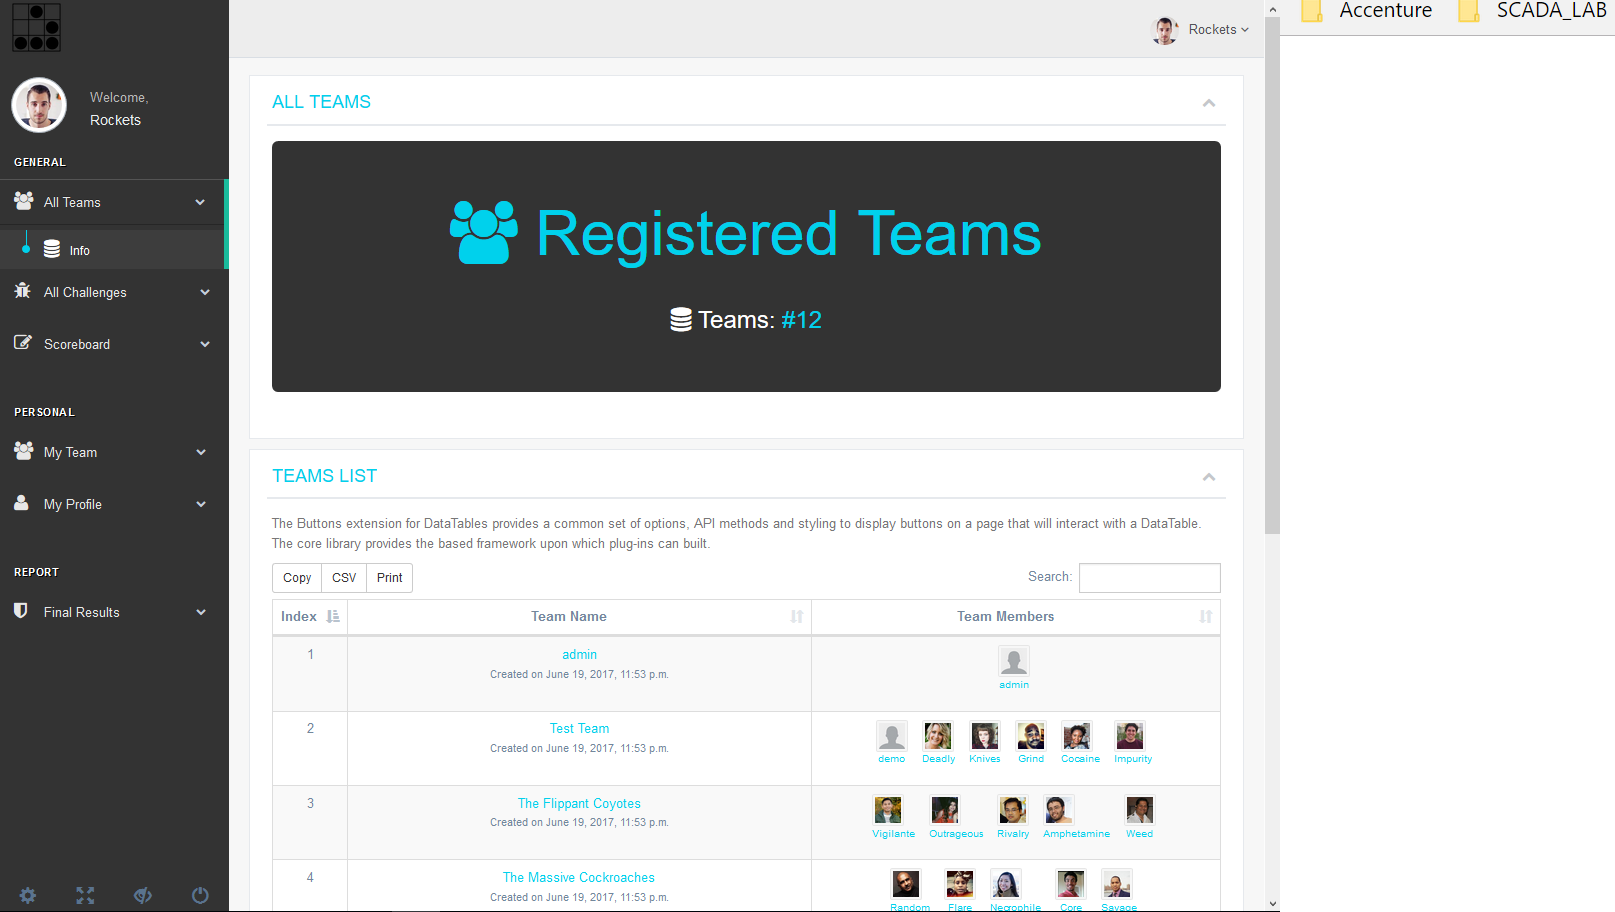 Accenture
SCADA_LAB
Rockets
Welcome,
Rockets
GENERAL
All Teams
Info
All Challenges
Scoreboard
PERSONAL
My Team
My Profile
REPORT
Final Results
ALL TEAMS
Registered Teams
Teams: #12
TEAMS LIST
The Buttons extension for DataTables provides a common set of options, API methods and styling to display buttons on a page that will interact with a DataTable.
The core library provides the based framework upon which plug-ins can built.
Copy CSV Print
Search:
Index Team Name Team Members
1 admin
Created on June 19, 2017, 11:53 p.m.
admin
2 Test Team
Created on June 19, 2017, 11:53 p.m.
demo Deadly Knives Grind Cocaine Impurity
3 The Flippant Coyotes
Created on June 19, 2017, 11:53 p.m.
Vigilante Outrageous Rivalry Amphetamine Weed
4 The Massive Cockroaches
Created on June 19, 2017, 11:53 p.m.
Random Flare Necrophile Core Savage